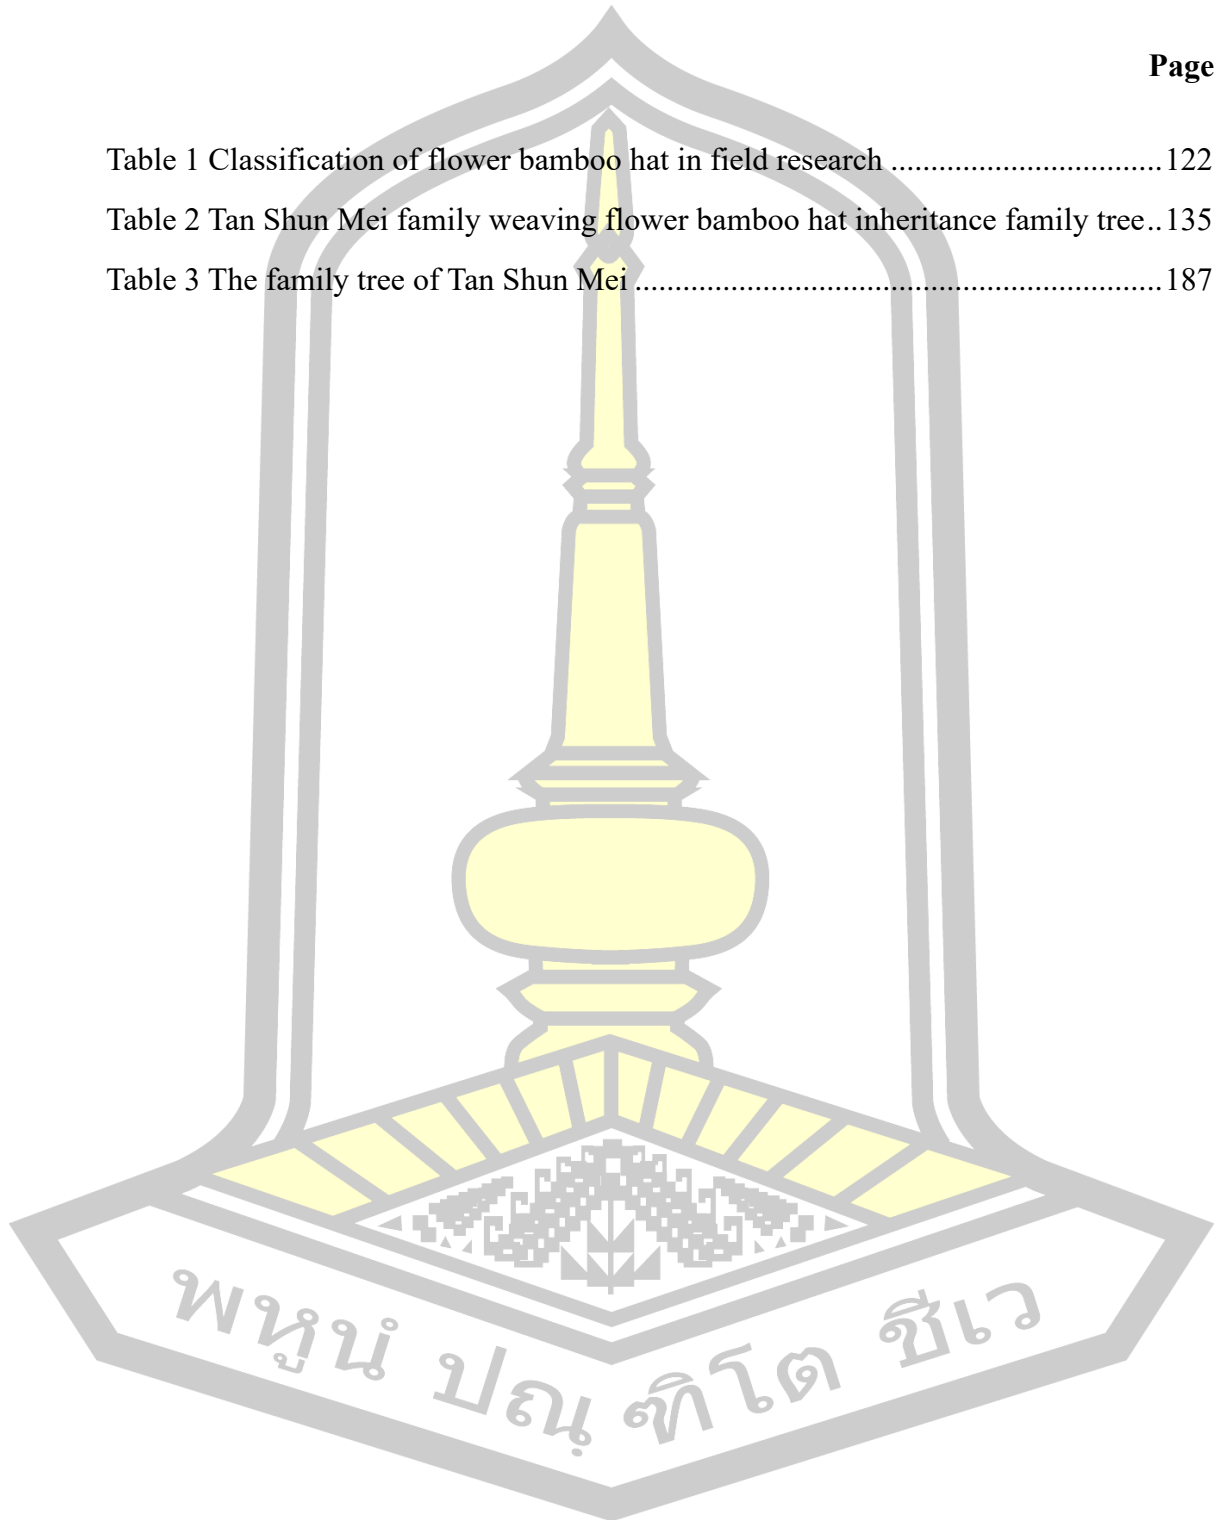 Page
Table 1 Classification of flower bamboo hat in field research ................................. 122
Table 2 Tan Shun Mei family weaving flower bamboo hat inheritance family tree.. 135
Table 3 The family tree of Tan Shun Mei ................................................................. 187
พหูนํ ปณฺฑิโต ชีเว